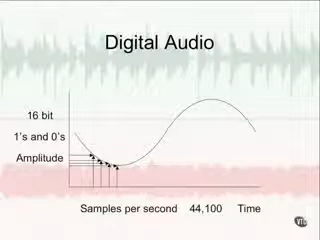 Digital Audio
16 bit
1's and 0's
Amplitude
Samples per second 44,100 Time